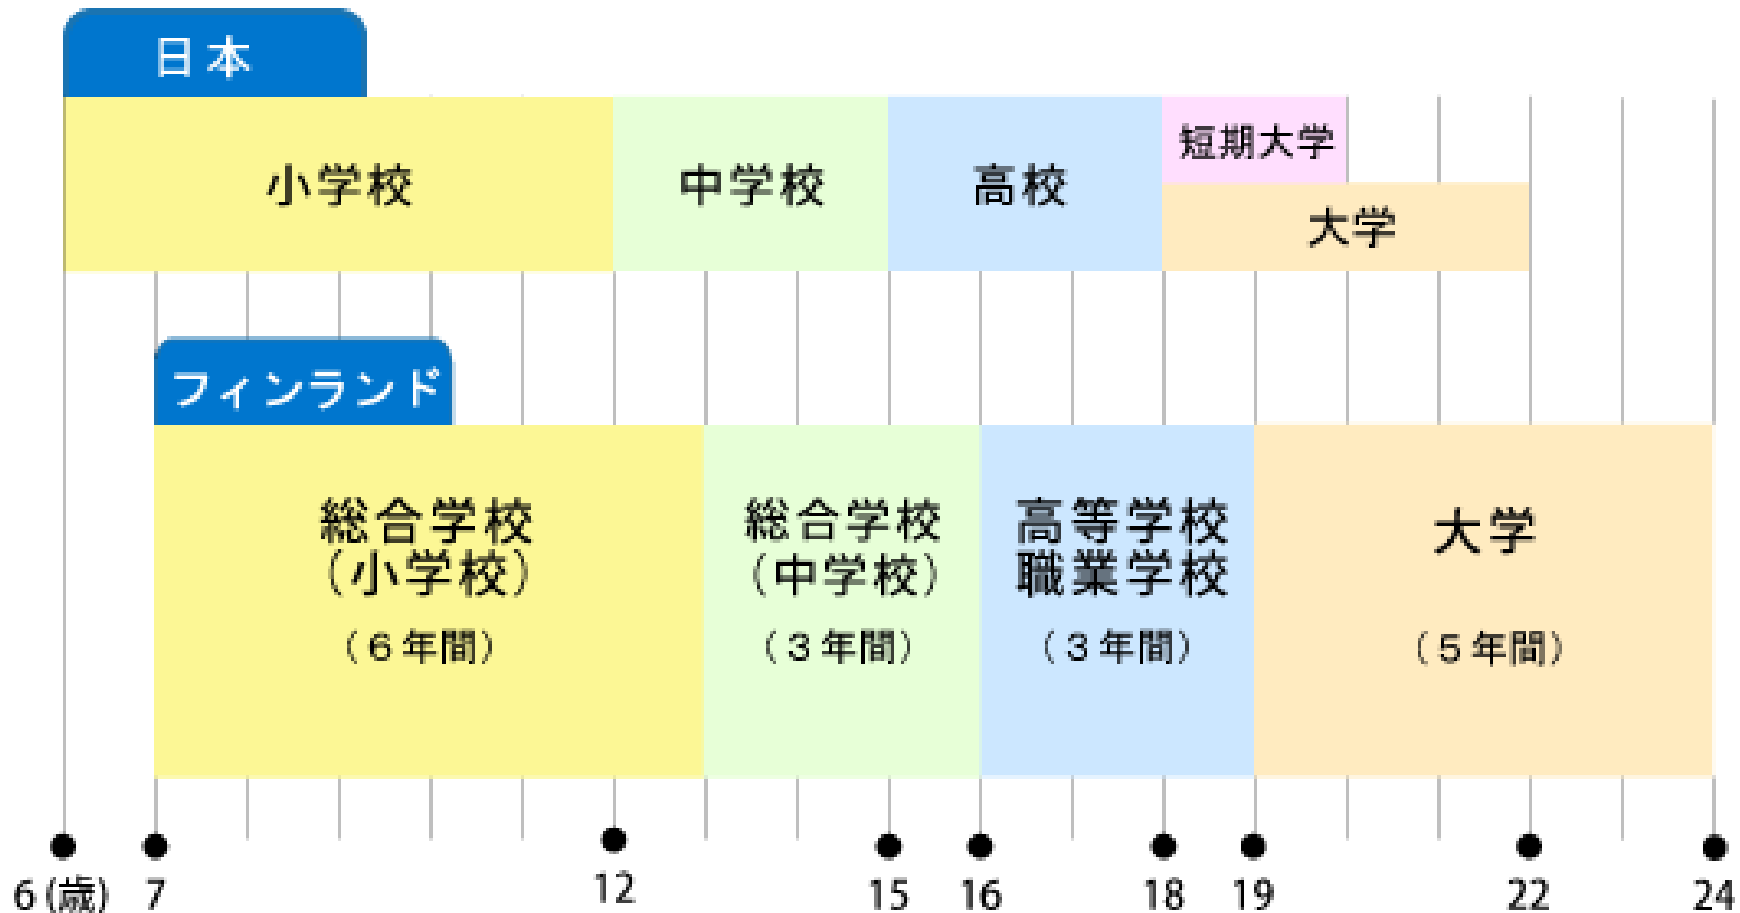 日本
小学校
中学校
高校
短期大学
大学
フィンランド
総合学校
（小学校）
（6年間）
総合学校
（中学校）
（3年間）
高等学校
職業学校
（3年間）
大学
（5年間）
6(歳)
7
12
15
16
18
19
22
24